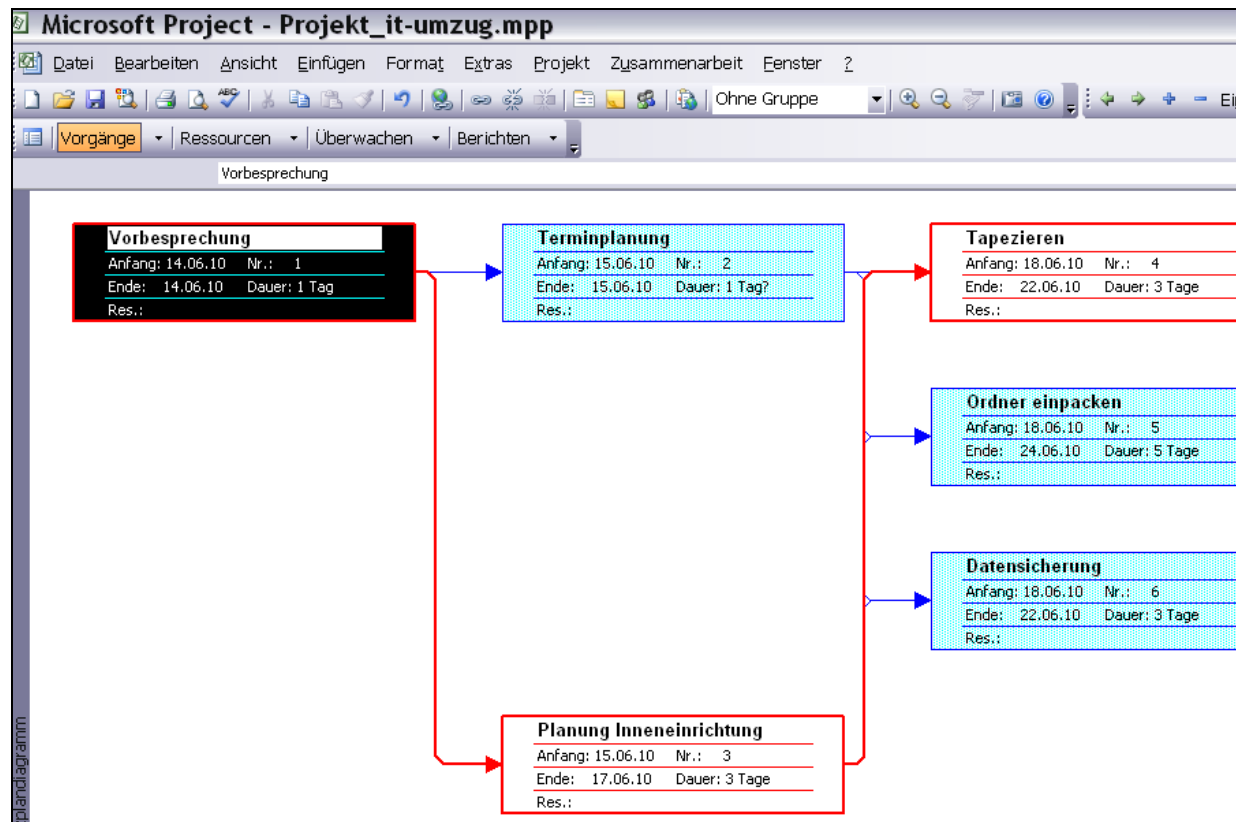 Microsoft Project - Projekt_it-umzug.mpp
Datei Bearbeiten Ansicht Einfügen Format Extras Projekt Zusammenarbeit Fenster ?
ABC Ohne Gruppe
Vorgänge Ressourcen Überwachen Berichten
Vorbesprechung
Vorbesprechung
Anfang: 14.06.10 Nr.: 1
Ende: 14.06.10 Dauer: 1 Tag
Res.:
Terminplanung
Anfang: 15.06.10 Nr.: 2
Ende: 15.06.10 Dauer: 1 Tag?
Res.:
Tapezieren
Anfang: 18.06.10 Nr.: 4
Ende: 22.06.10 Dauer: 3 Tage
Res.:
Ordner einpacken
Anfang: 18.06.10 Nr.: 5
Ende: 24.06.10 Dauer: 5 Tage
Res.:
Datensicherung
Anfang: 18.06.10 Nr.: 6
Ende: 22.06.10 Dauer: 3 Tage
Res.:
Planung Inneneinrichtung
Anfang: 15.06.10 Nr.: 3
Ende: 17.06.10 Dauer: 3 Tage
Res.:
plandiagramm